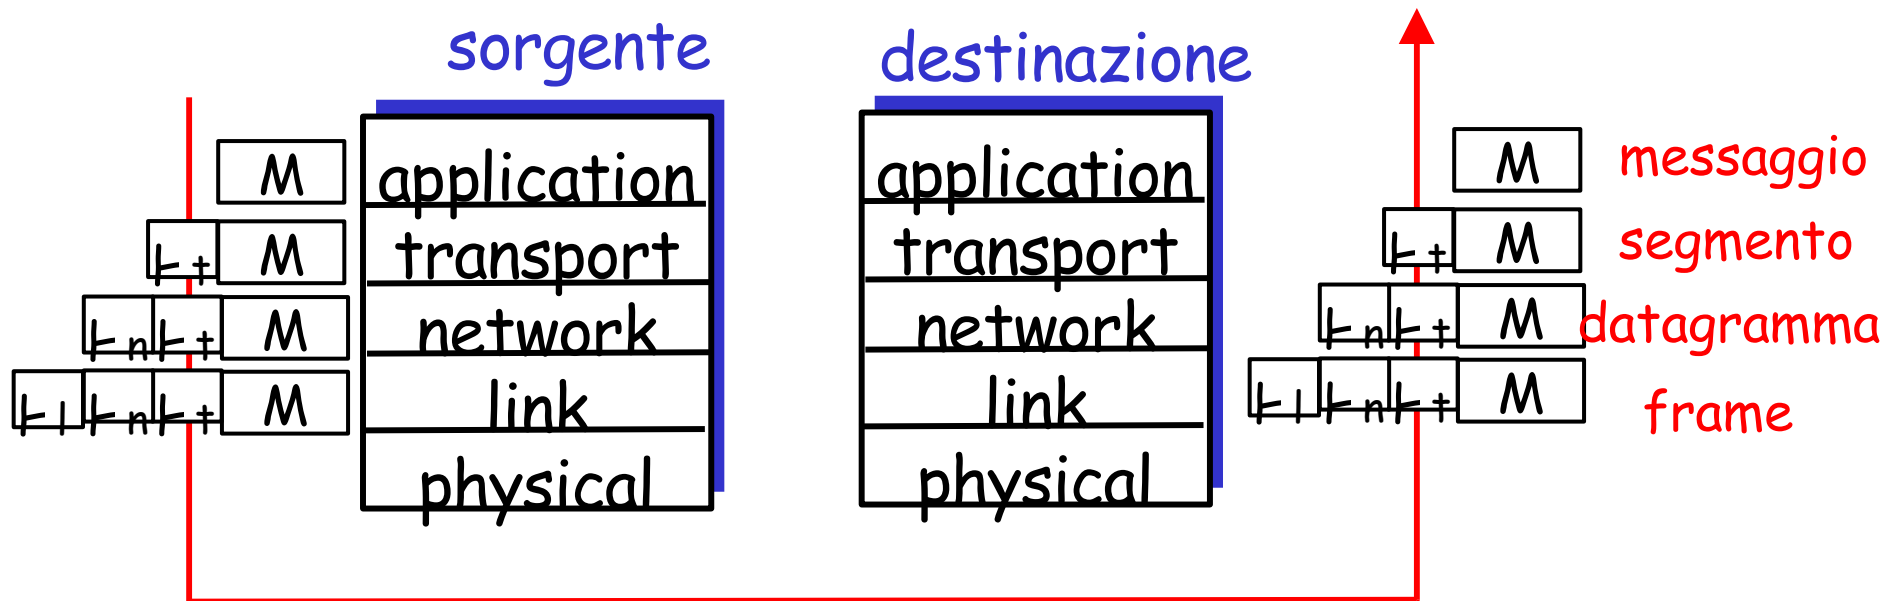 sorgente destinazione
M application application M messaggio
Ht M transport transport Ht M segmento
Hn Ht M network network Hn Ht M datagramma
Hl Hn Ht M link link Hl Hn Ht M frame
physical physical